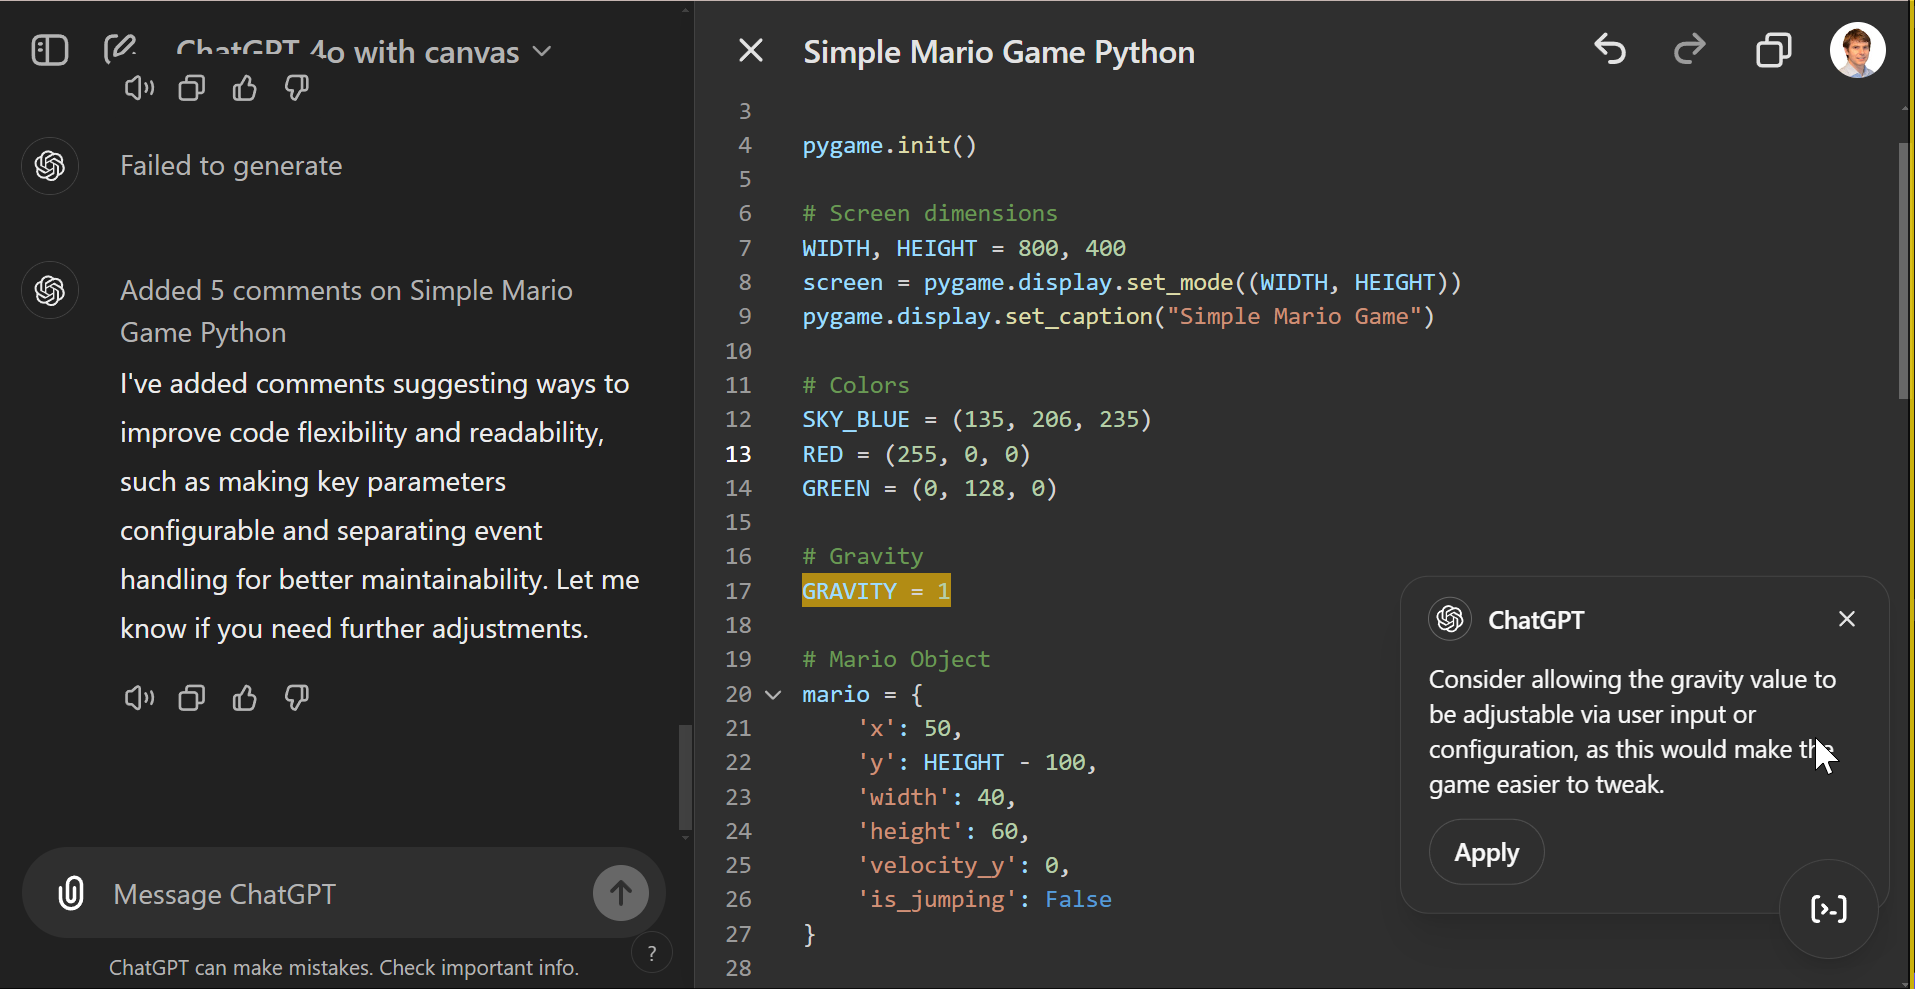 ChatGPT 4o with canvas
Failed to generate
Added 5 comments on Simple Mario
Game Python
I've added comments suggesting ways to
improve code flexibility and readability,
such as making key parameters
configurable and separating event
handling for better maintainability. Let me
know if you need further adjustments.
Message ChatGPT
?
ChatGPT can make mistakes. Check important info.
Simple Mario Game Python
3
4 pygame.init()
5
6 # Screen dimensions
7 WIDTH, HEIGHT = 800, 400
8 screen = pygame.display.set_mode((WIDTH, HEIGHT))
9 pygame.display.set_caption("Simple Mario Game")
10
11 # Colors
12 SKY_BLUE = (135, 206, 235)
13 RED = (255, 0, 0)
14 GREEN = (0, 128, 0)
15
16 # Gravity
17 GRAVITY = 1
18
19 # Mario Object
20 mario = {
21 'x': 50,
22 'y': HEIGHT - 100,
23 'width': 40,
24 'height': 60,
25 'velocity_y': 0,
26 'is_jumping': False
27 }
28
ChatGPT
Consider allowing the gravity value to
be adjustable via user input or
configuration, as this would make the
game easier to tweak.
Apply